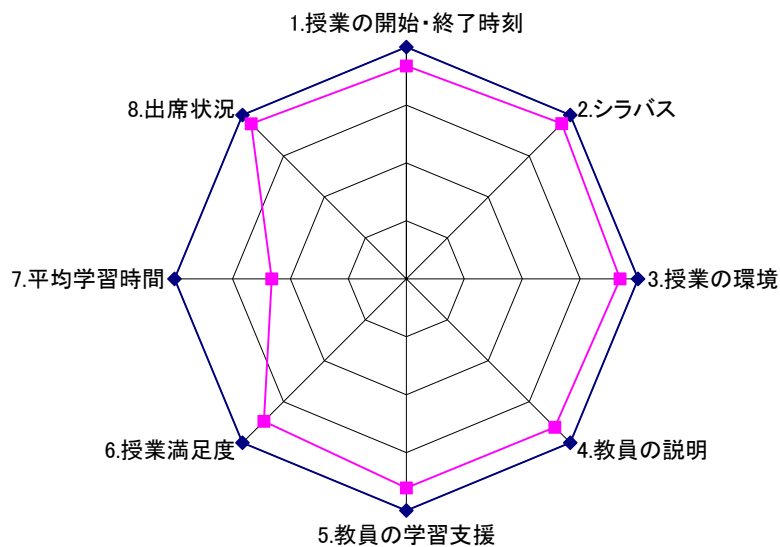 1.授業の開始・終了時刻
2.シラバス
3.授業の環境
4.教員の説明
5.教員の学習支援
6.授業満足度
7.平均学習時間
8.出席状況